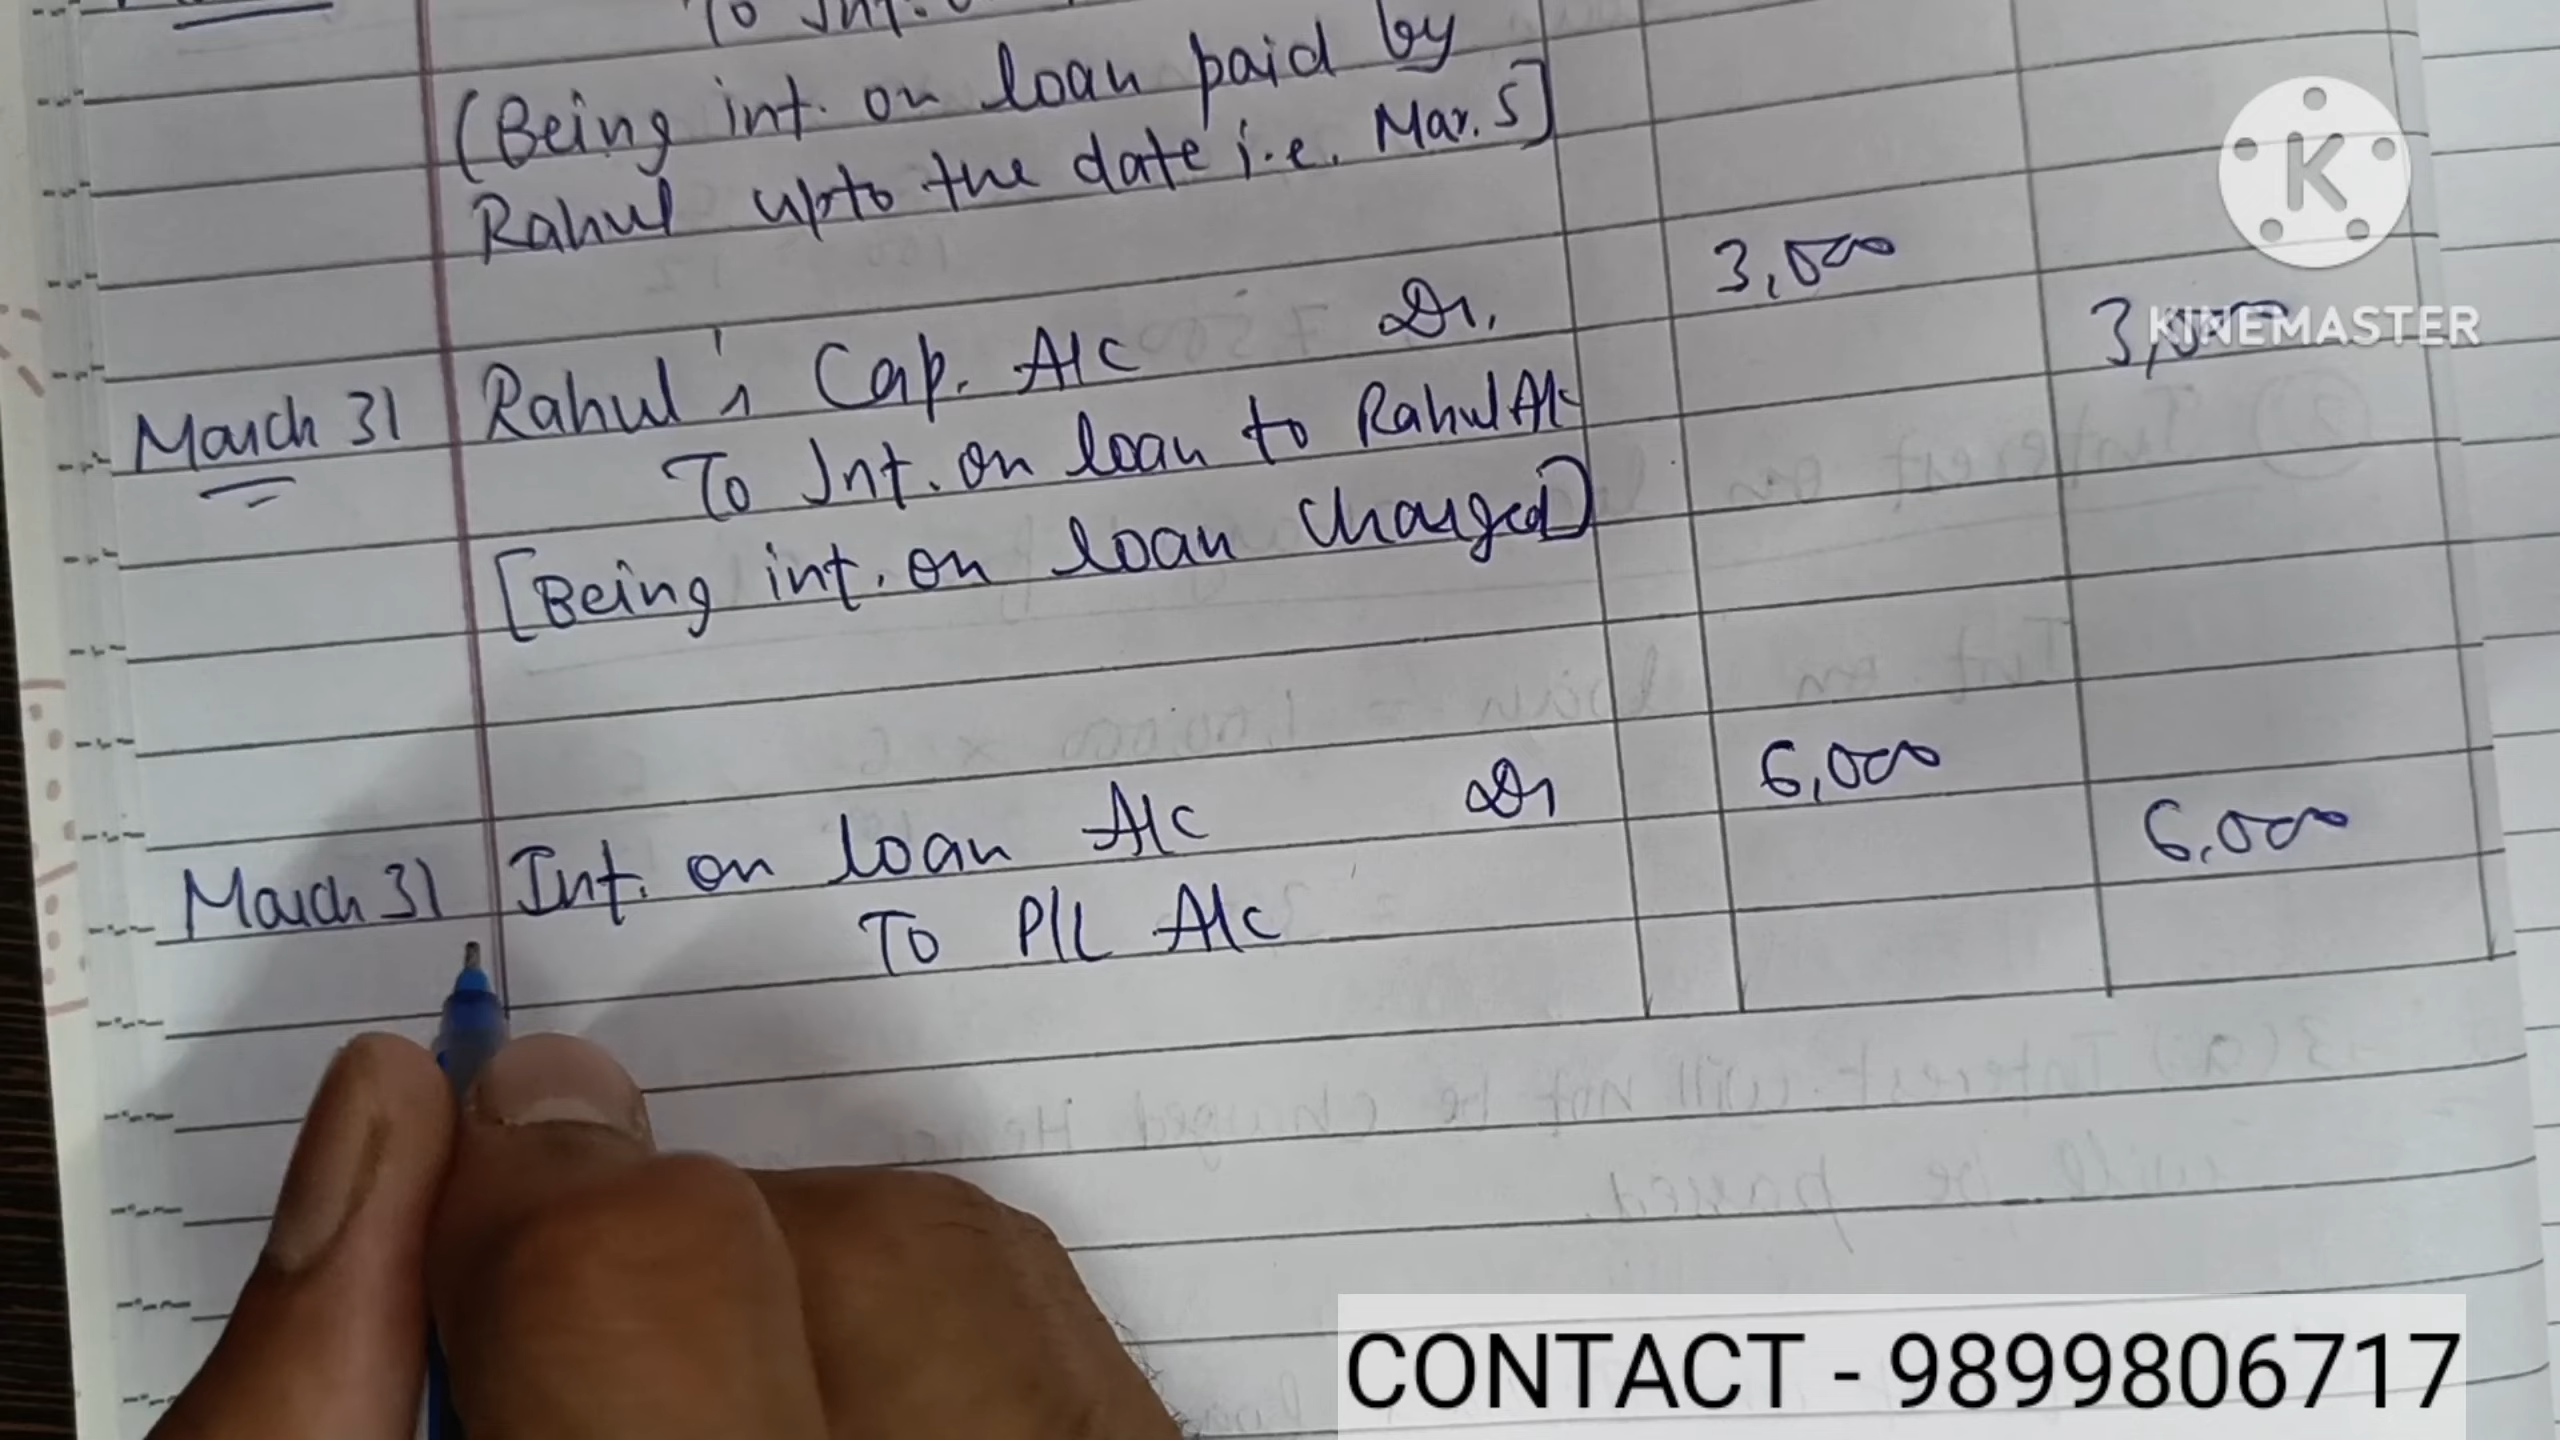 To Int.
(Being int. on loan paid by
Rahul upto the date i.e. Mar. 5]
March 31 Rahul's Cap. A/c Dr. 3,000
To Int. on loan to Rahul A/c 3,000
[Being int. on loan charged]
March 31 Int. on loan A/c Dr 6,000
To P/L A/c 6,000
K
KINEMASTER
CONTACT - 9899806717